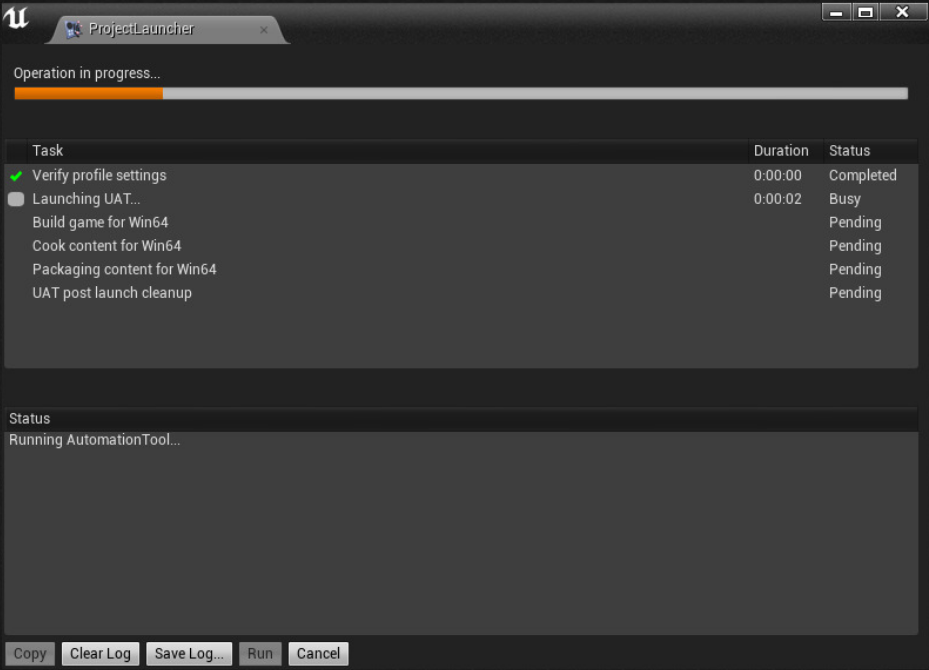 ProjectLauncher
Operation in progress...
Task Duration Status
Verify profile settings 0:00:00 Completed
Launching UAT... 0:00:02 Busy
Build game for Win64 Pending
Cook content for Win64 Pending
Packaging content for Win64 Pending
UAT post launch cleanup Pending
Status
Running AutomationTool...
Copy Clear Log Save Log... Run Cancel